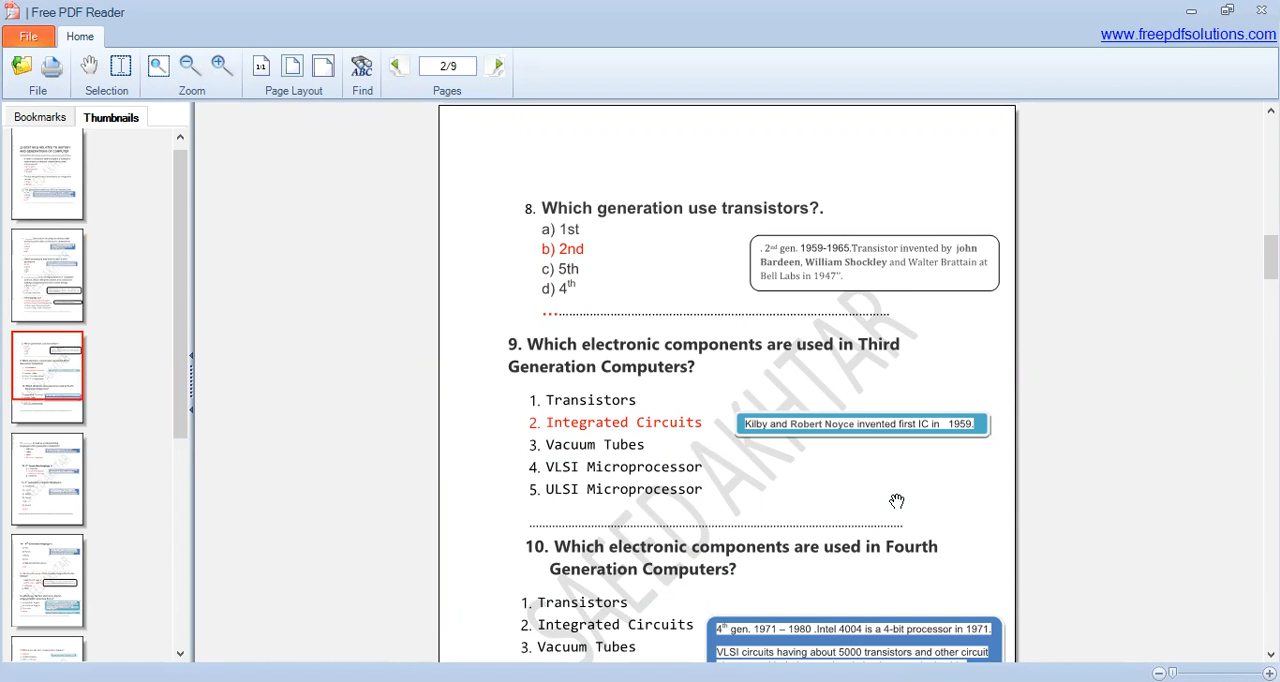 | Free PDF Reader
File
Home
www.freepdfsolutions.com
1:1
ABC
2/9
File
Selection
Zoom
Page Layout
Find
Pages
Bookmarks
Thumbnails
8. Which generation use transistors?.
a) 1st
b) 2nd
c) 5th
d) 4th
. 2nd gen. 1959-1965.Transistor invented by john
Bardeen, William Shockley and Walter Brattain at
Bell Labs in 1947”.
9. Which electronic components are used in Third
Generation Computers?
1. Transistors
2. Integrated Circuits
3. Vacuum Tubes
4. VLSI Microprocessor
5. ULSI Microprocessor
Kilby and Robert Noyce invented first IC in 1959.
10. Which electronic components are used in Fourth
Generation Computers?
1. Transistors
2. Integrated Circuits
3. Vacuum Tubes
4th gen. 1971 – 1980 .Intel 4004 is a 4-bit processor in 1971.
VLSI circuits having about 5000 transistors and other circuit
SAEED AKHTAR